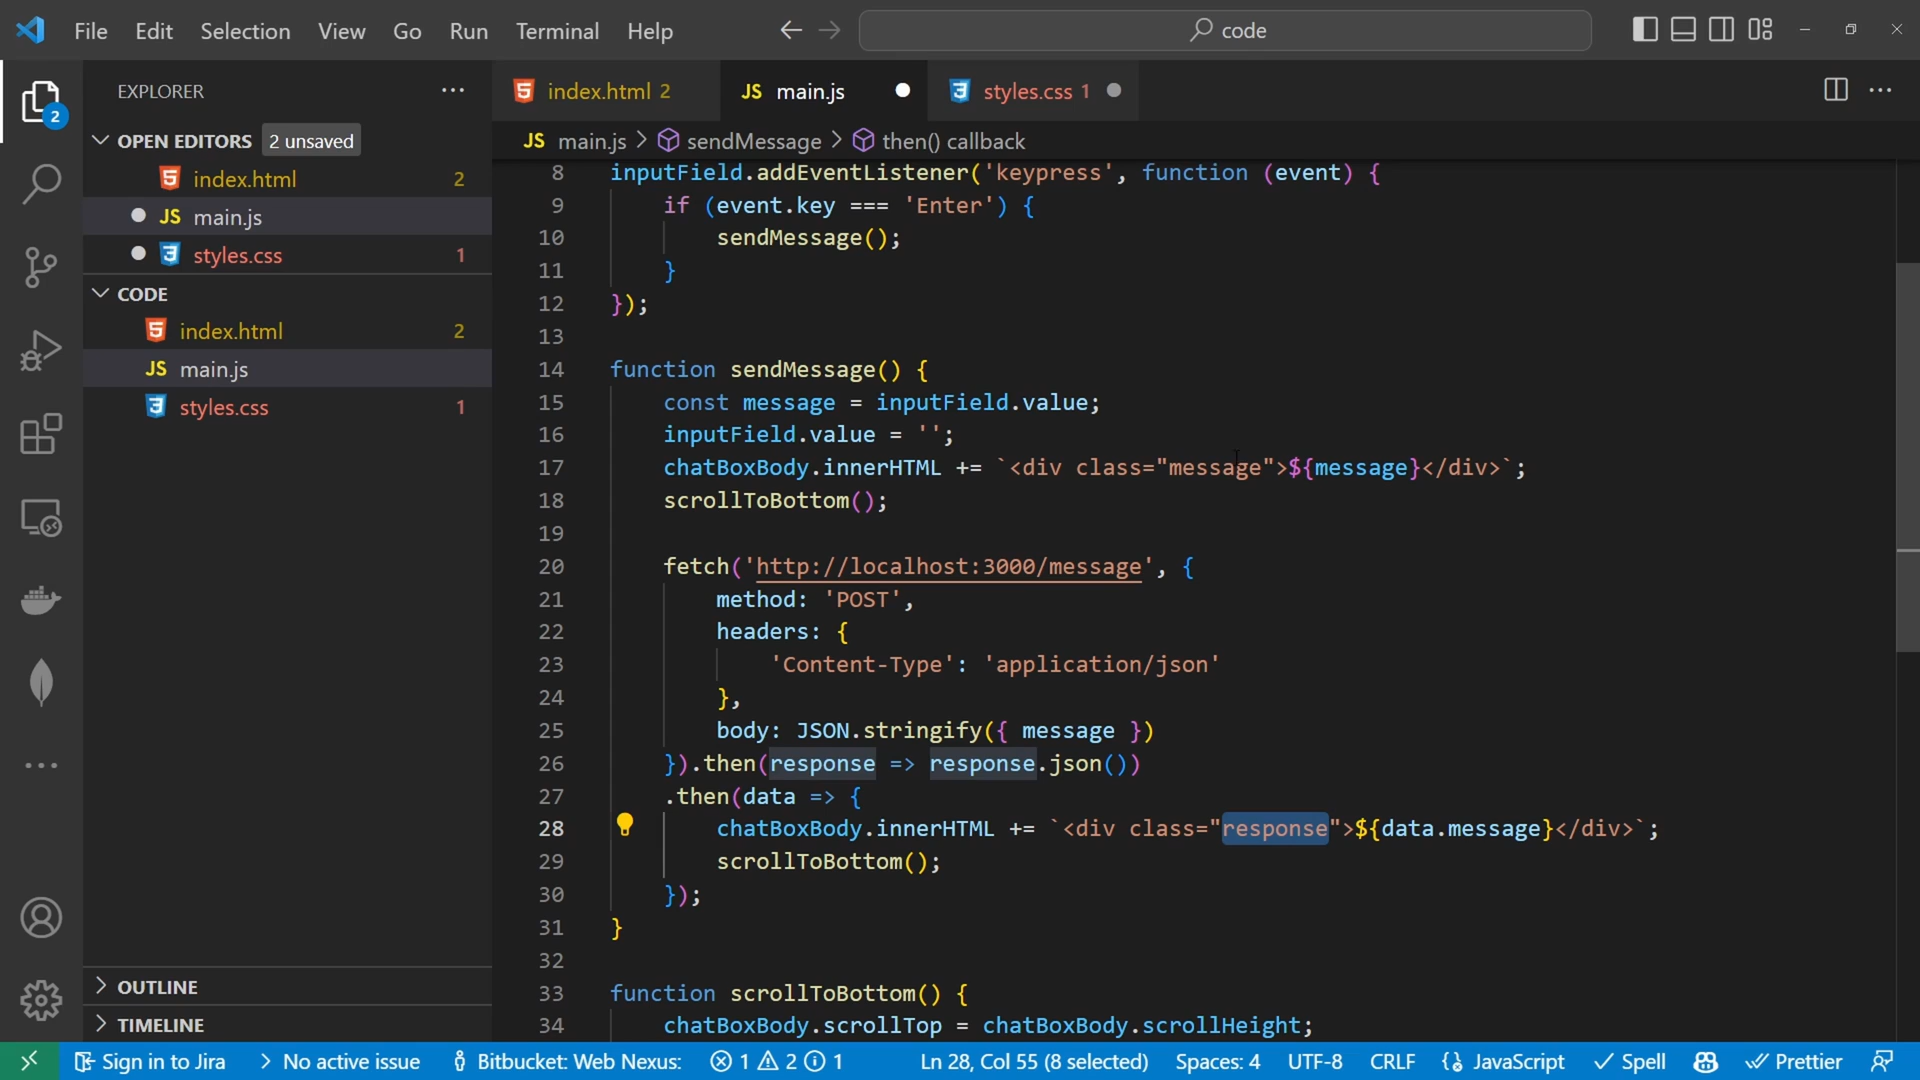 File Edit Selection View Go Run Terminal Help
code
EXPLORER
2
OPEN EDITORS 2 unsaved
index.html 2
JS main.js
styles.css 1
CODE
index.html 2
JS main.js
styles.css 1
OUTLINE
TIMELINE
index.html 2
JS main.js
styles.css 1
JS main.js > sendMessage > then() callback
8 inputField.addEventListener('keypress', function (event) {
9 if (event.key === 'Enter') {
10 sendMessage();
11 }
12 });
13
14 function sendMessage() {
15 const message = inputField.value;
16 inputField.value = '';
17 chatBoxBody.innerHTML += `<div class="message">${message}</div>`;
18 scrollToBottom();
19
20 fetch('http://localhost:3000/message', {
21 method: 'POST',
22 headers: {
23 'Content-Type': 'application/json'
24 },
25 body: JSON.stringify({ message })
26 }).then(response => response.json())
27 .then(data => {
28 chatBoxBody.innerHTML += `<div class="response">${data.message}</div>`;
29 scrollToBottom();
30 });
31 }
32
33 function scrollToBottom() {
34 chatBoxBody.scrollTop = chatBoxBody.scrollHeight;
Sign in to Jira > No active issue Bitbucket: Web Nexus: 1 2 1 Ln 28, Col 55 (8 selected) Spaces: 4 UTF-8 CRLF {} JavaScript Spell Prettier